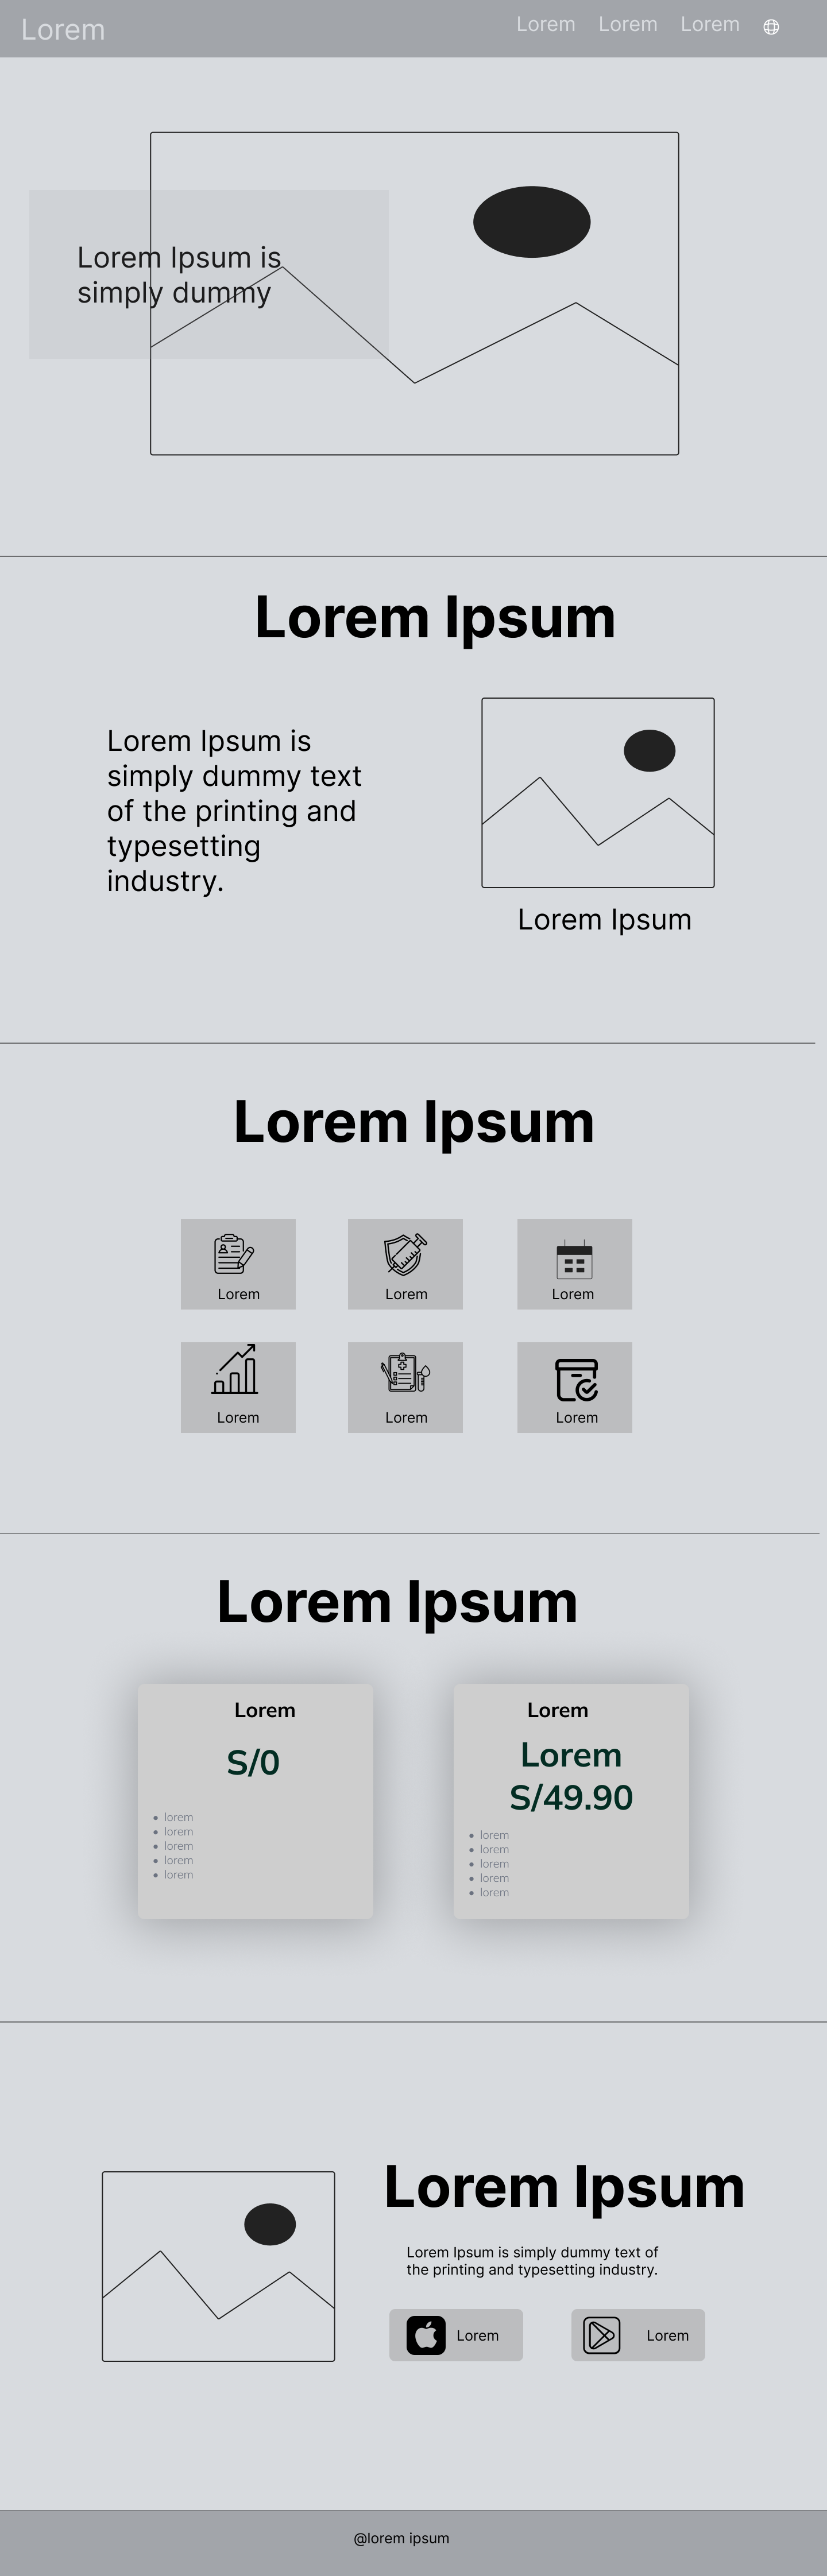 Lorem
Lorem Lorem Lorem
Lorem Ipsum is
simply dummy
Lorem Ipsum
Lorem Ipsum is
simply dummy text
of the printing and
typesetting
industry.
Lorem Ipsum
Lorem Ipsum
Lorem
Lorem
Lorem
Lorem
Lorem
Lorem
Lorem Ipsum
Lorem
S/0
lorem
lorem
lorem
lorem
lorem
Lorem
Lorem
S/49.90
lorem
lorem
lorem
lorem
lorem
Lorem Ipsum
Lorem Ipsum is simply dummy text of
the printing and typesetting industry.
Lorem
Lorem
@lorem ipsum